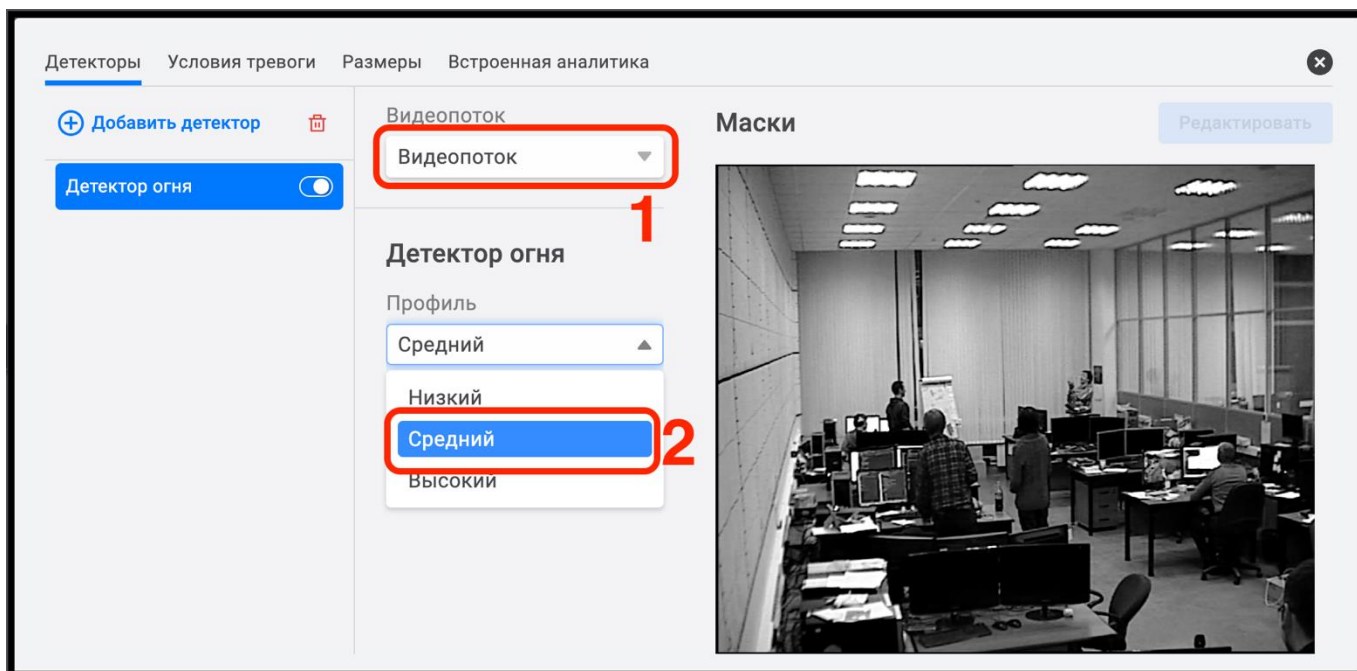 Детекторы Условия тревоги Размеры Встроенная аналитика
Добавить детектор
Детектор огня
Видеопоток
Видеопоток
1
Детектор огня
Профиль
Средний
Низкий
Средний
2
Высокий
Маски
Редактировать